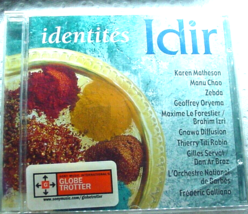 identités Idir
Karen Matheson
Manu Chao
Zebda
Geoffrey Oryema
Maxime Le Forestier /
Brahim Izri
Gnawa Diffusion
Thierry Titi Robin
Gilles Servat
Dan Ar Braz
L'Orchestre National
de Barbès
Frédéric Galliano
GLOBE
TROTTER